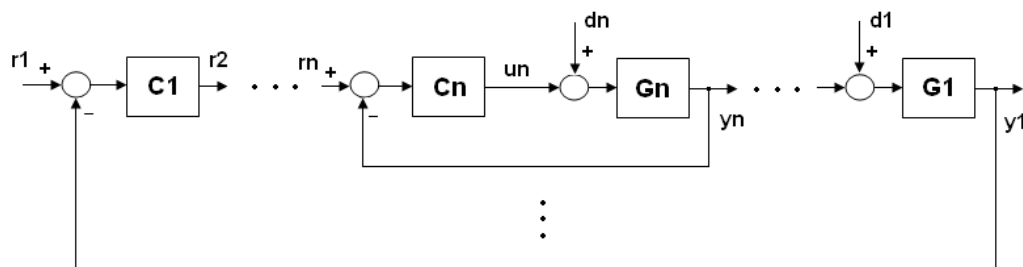 dn
d1
r1 + C1 r2 . . . rn + Cn un + Gn . . . + G1
− − yn y1